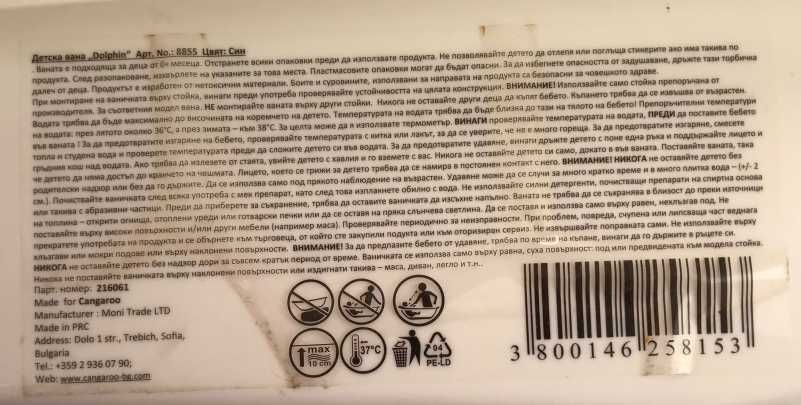 Детска вана „Dolphin" Арт. No.: 8855 Цвят: Син
. Ваната е подходяща за деца от 0+ месеца. Отстранете всички опаковки преди да използвате продукта. Не позволявайте детето да отлепя или поглъща стикерите ако има такива по
продукта. След разопаковане, изхвърлете на указаните за това места. Пластмасовите опаковки могат да бъдат опасни. За да избегнете опасността от задушаване, дръжте тази торбичка
далеч от деца. Продуктът е изработен от нетоксични материали. Боите и суровините, използвани за направата на продукта са безопасни за човешкото здраве.
При монтиране на ваничката върху стойка, винаги преди употреба проверявайте устойчивостта на цялата конструкция. ВНИМАНИЕ! Използвайте само стойка препоръчана от
производителя. За съответния модел вана. НЕ монтирайте ваната върху други стойки. Никога не оставяйте други деца да къпят бебето. Къпането трябва да се извършва от възрастен.
Водата трябва да бъде максимално до височината на коремчето на детето. Температурата на водата трябва да бъде близка до тази на тялото на бебето! Препоръчителни температури
на водата: през лятото около 36°C, а през зимата – към 38°C. За целта може да я използвате термометър. ВИНАГИ проверявайте температурата на водата, ПРЕДИ да поставите бебето
във ваната ! За да предотвратите изгаряне на бебето, проверявайте температурата с китка или лакът, за да се уверите, че не е много гореща. За да предотвратите изгаряне, смесете
топла и студена вода и проверете температурата преди да сложите детето си във водата. За да предотвратите удавяне, винаги дръжте детето с поне една ръка и поддържайте лицето и
гръдния кош над водата. Ако трябва да излезете от стаята, увийте детето с хавлия и го вземете с вас. Никога не оставяйте детето си само, докато е във ваната. Поставяйте ваната, така
че детето да няма достъп до кранчето на чешмата. Лицето, което се грижи за детето трябва да се намира в постоянен контакт с него. ВНИМАНИЕ! НИКОГА не оставяйте детето без
родителски надзор или без да го държите. Да се използва само под прякото наблюдение на възрастен. Удавяне може да се случи за много кратко време и в много плитка вода – (+/- 2
см.). Почиствайте ваничката след всяка употреба с мек препарат, като след това изплакнете обилно с вода. Не използвайте силни детергенти, почистващи препарати на спиртна основа
или такива с абразивни частици. Преди да приберете за съхранение, трябва да оставите ваничката да изсъхне напълно. Ваната не трябва да се съхранява в близост до преки източници
на топлина – открити огнища, отоплени уреди или готварски печки или да се оставя на пряка слънчева светлина. Да се поставя и използва само върху равен, нехлъзгав под. Не
поставяйте върху високи повърхности и/или други мебели (например маса). Проверявайте периодично за неизправности. При проблем, повреда, счупена или липсваща част веднага
прекратете употребата на продукта и се обърнете към търговеца, от който сте закупили подукта или към оторизиран сервиз. Не извършвайте поправката сами. Не използвайте върху
хлъзгави или мокри подове или върху наклонени повърхности. ВНИМАНИЕ! За да предпазите бебето от удавяне, трябва по време на къпане, винаги да го държите в ръцете си.
НИКОГА не оставяйте детето без надзор дори за съвсем кратък период от време. Ваничката се използва само върху равна, суха повърхност: под или предвидената към модела стойка.
Никога не поставяйте ваничката върху наклонени повърхности или издигнати такива – маса, диван, легло и т.н..
Парт. номер: 216061
Made for Cangaroo
Manufacturer : Moni Trade LTD
Made in PRC
Address: Dolo 1 str., Trebich, Sofia,
Bulgaria
Tel.: +359 2 936 07 90;
Web: www.cangaroo-bg.com
max
10 cm
37°C
04
PE-LD
3 800146 258153